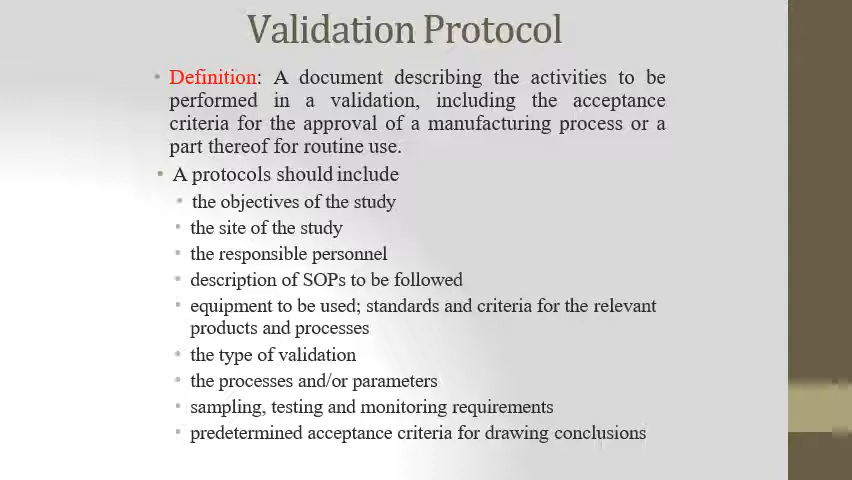 Validation Protocol
• Definition: A document describing the activities to be
performed in a validation, including the acceptance
criteria for the approval of a manufacturing process or a
part thereof for routine use.
• A protocols should include
• the objectives of the study
• the site of the study
• the responsible personnel
• description of SOPs to be followed
• equipment to be used; standards and criteria for the relevant
products and processes
• the type of validation
• the processes and/or parameters
• sampling, testing and monitoring requirements
• predetermined acceptance criteria for drawing conclusions